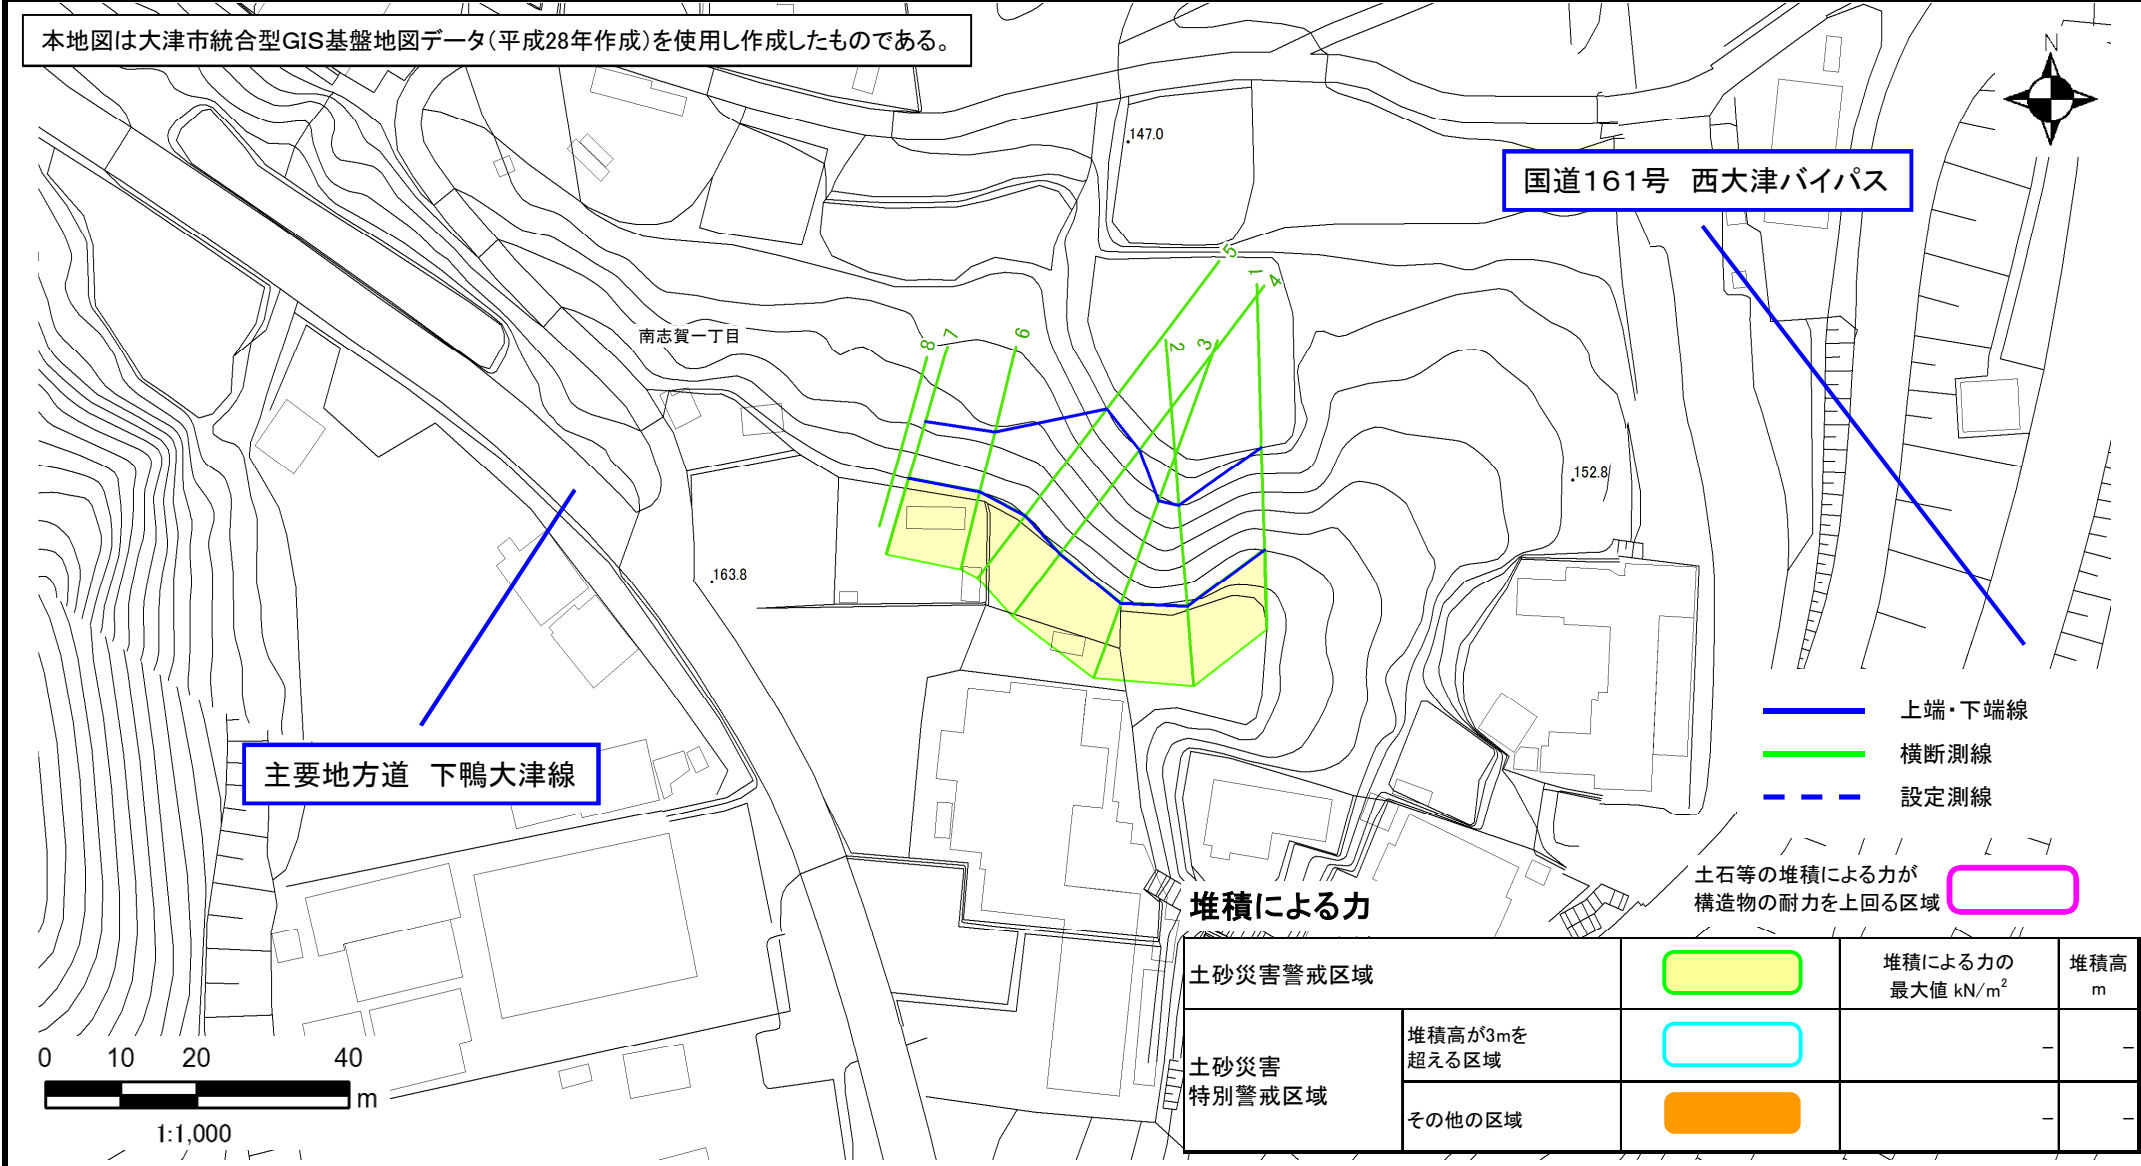 本地図は大津市統合型GIS基盤地図データ(平成28年作成)を使用し作成したものである。
N
147.0
国道161号 西大津バイパス
5
1
4
南志賀一丁目
8
7
6
2
3
152.8
163.8
上端・下端線
主要地方道 下鴨大津線
横断測線
設定測線
土石等の堆積による力が
構造物の耐力を上回る区域
堆積による力
土砂災害警戒区域
堆積による力の
最大値 kN/m²
堆積高
m
土砂災害
特別警戒区域
堆積高が3mを
超える区域
- -
その他の区域
- -
0 10 20 40
m
1:1,000